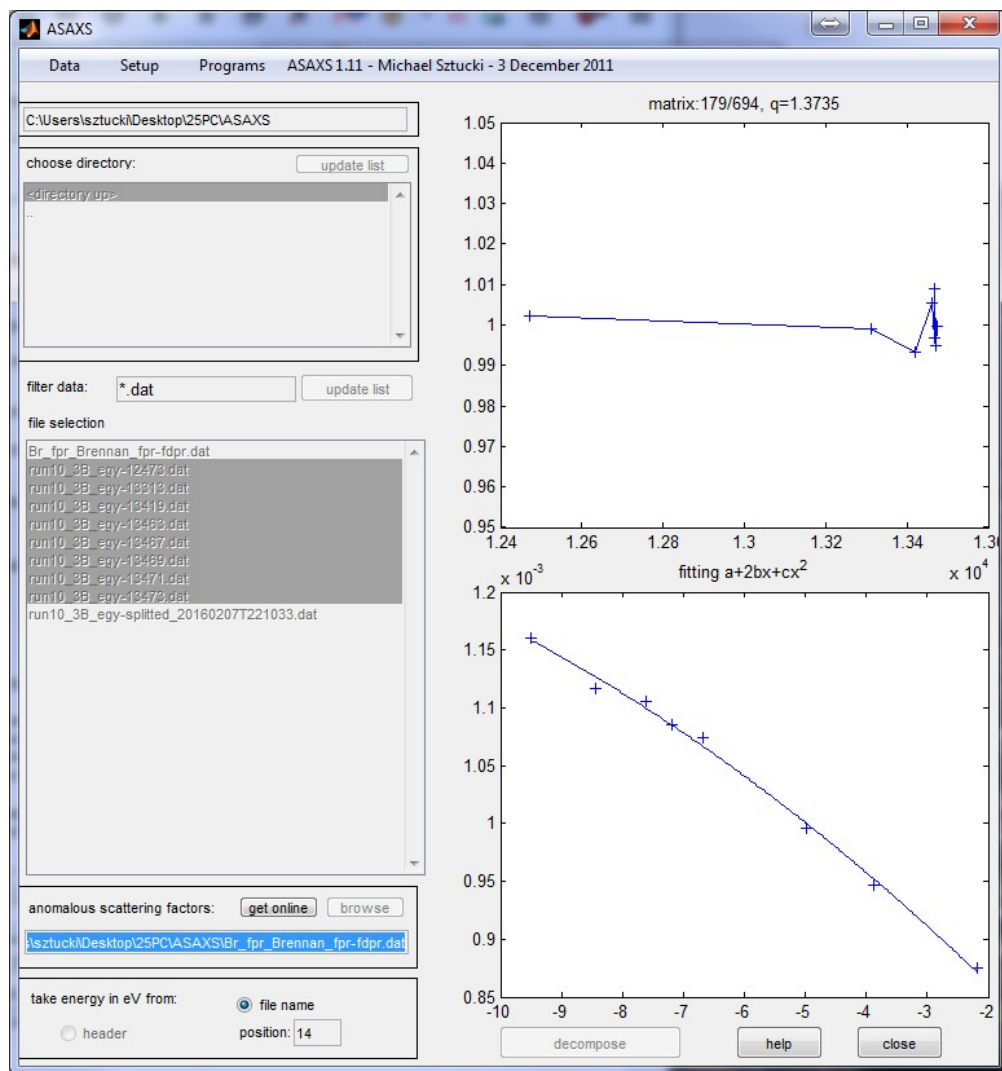 ASAXS
Data Setup Programs ASAXS 1.11 - Michael Sztucki - 3 December 2011
C:\Users\sztucki\Desktop\25PC\ASAXS
choose directory:
update list
<directory up>
..
filter data:
*.dat
update list
file selection
Br_fpr_Brennan_fpr-fdpr.dat
run10_3B_egy-12473.dat
run10_3B_egy-13313.dat
run10_3B_egy-13419.dat
run10_3B_egy-13463.dat
run10_3B_egy-13467.dat
run10_3B_egy-13469.dat
run10_3B_egy-13471.dat
run10_3B_egy-13473.dat
run10_3B_egy-splitted_20160207T221033.dat
anomalous scattering factors:
get online
browse
\sztucki\Desktop\25PC\ASAXS\Br_fpr_Brennan_fpr-fdpr.dat
take energy in eV from:
file name
header
position: 14
matrix:179/694, q=1.3735
1.05
1.04
1.03
1.02
1.01
1
0.99
0.98
0.97
0.96
0.95
1.24 1.26 1.28 1.3 1.32 1.34 1.36
x 10^4
x 10^-3
fitting a+2bx+cx^2
1.2
1.15
1.1
1.05
1
0.95
0.9
0.85
-10 -9 -8 -7 -6 -5 -4 -3 -2
decompose
help
close